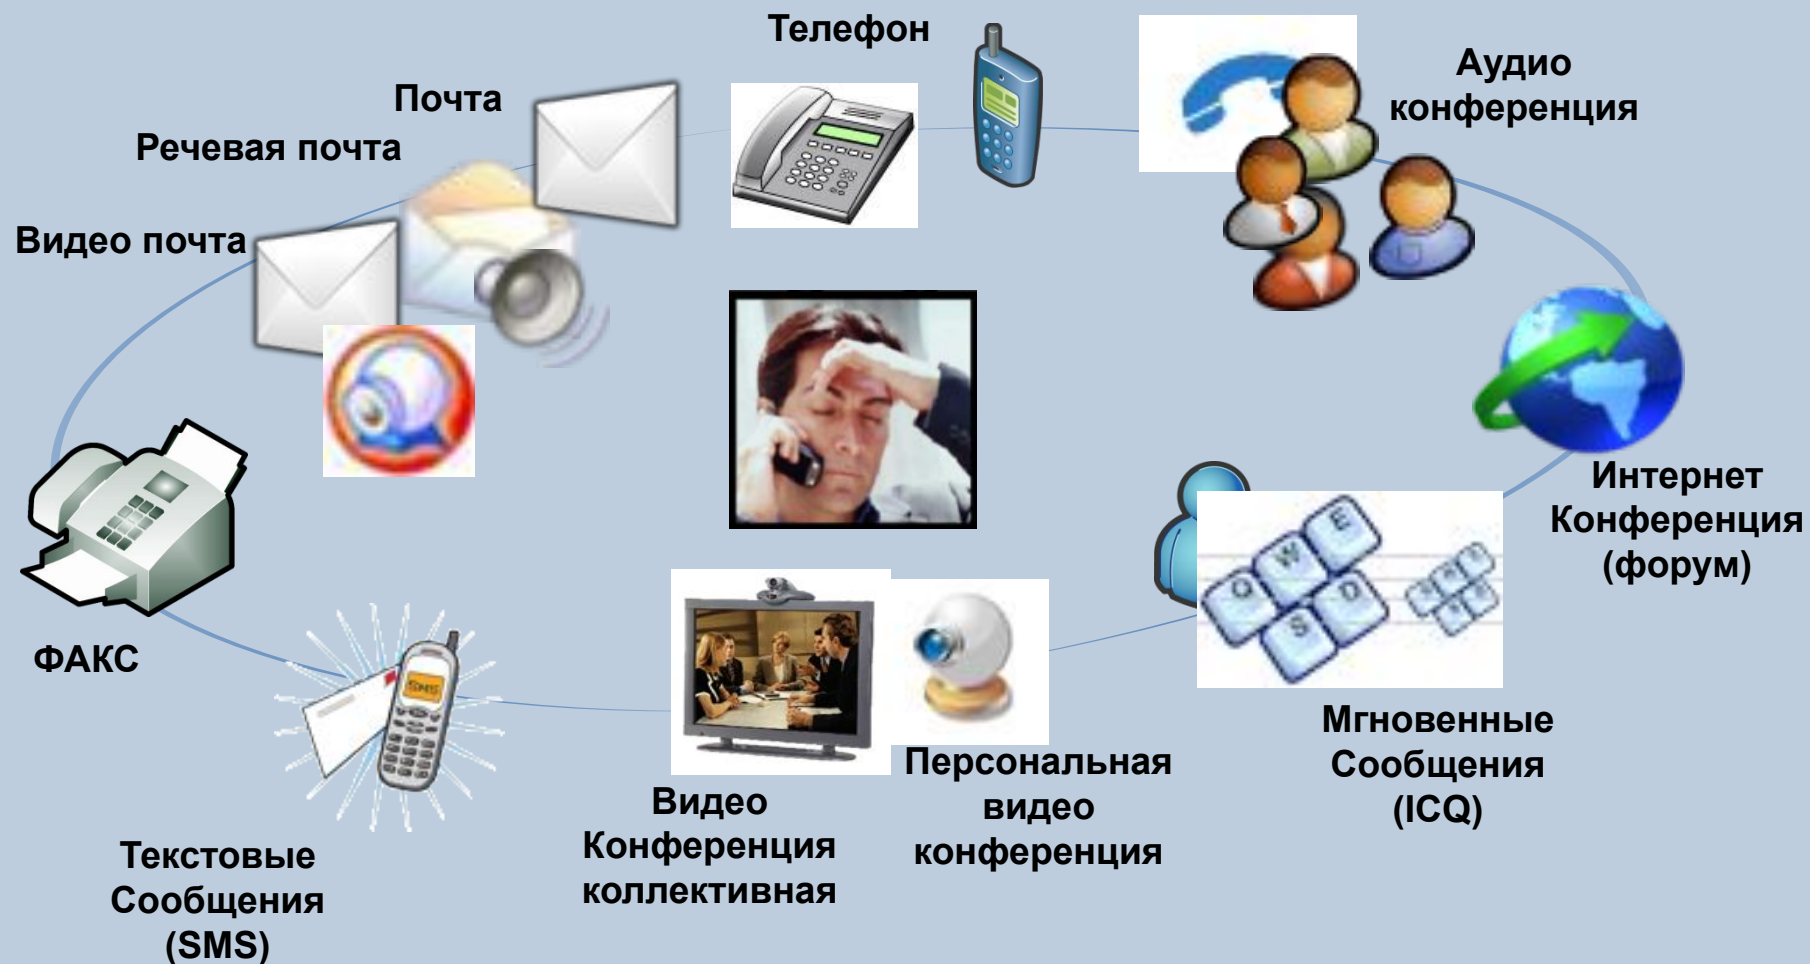 Телефон
Аудио
конференция
Почта
Речевая почта
Видео почта
Интернет
Конференция
(форум)
E
W
Q
D
S
ФАКС
SMS
Мгновенные
Сообщения
(ICQ)
Персональная
видео
конференция
Видео
Конференция
коллективная
Текстовые
Сообщения
(SMS)